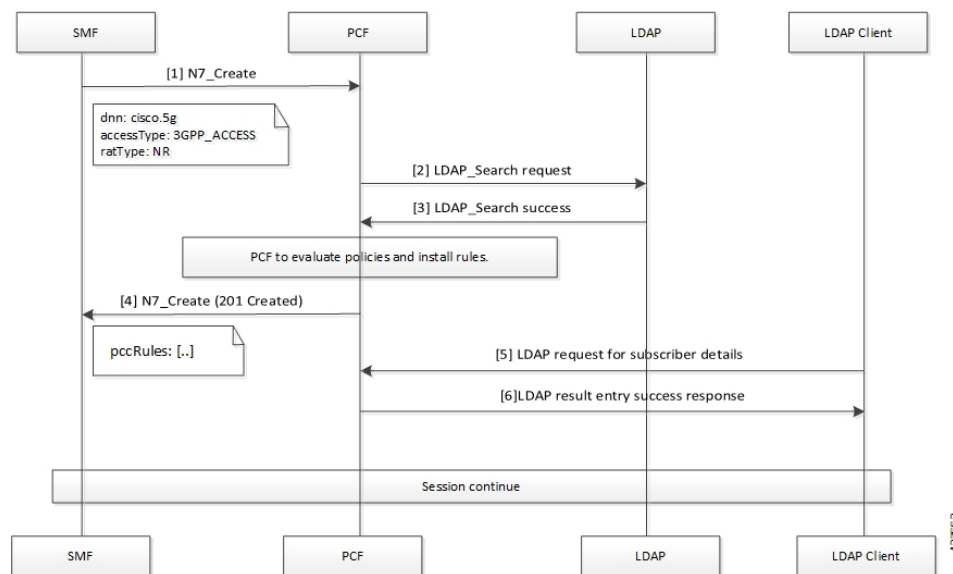 SMF
PCF
LDAP
LDAP Client
[1] N7_Create
dnn: cisco.5g
accessType: 3GPP_ACCESS
ratType: NR
[2] LDAP_Search request
[3] LDAP_Search success
PCF to evaluate policies and install rules.
[4] N7_Create (201 Created)
pccRules: [..]
[5] LDAP request for subscriber details
[6]LDAP result entry success response
Session continue
SMF
PCF
LDAP
LDAP Client